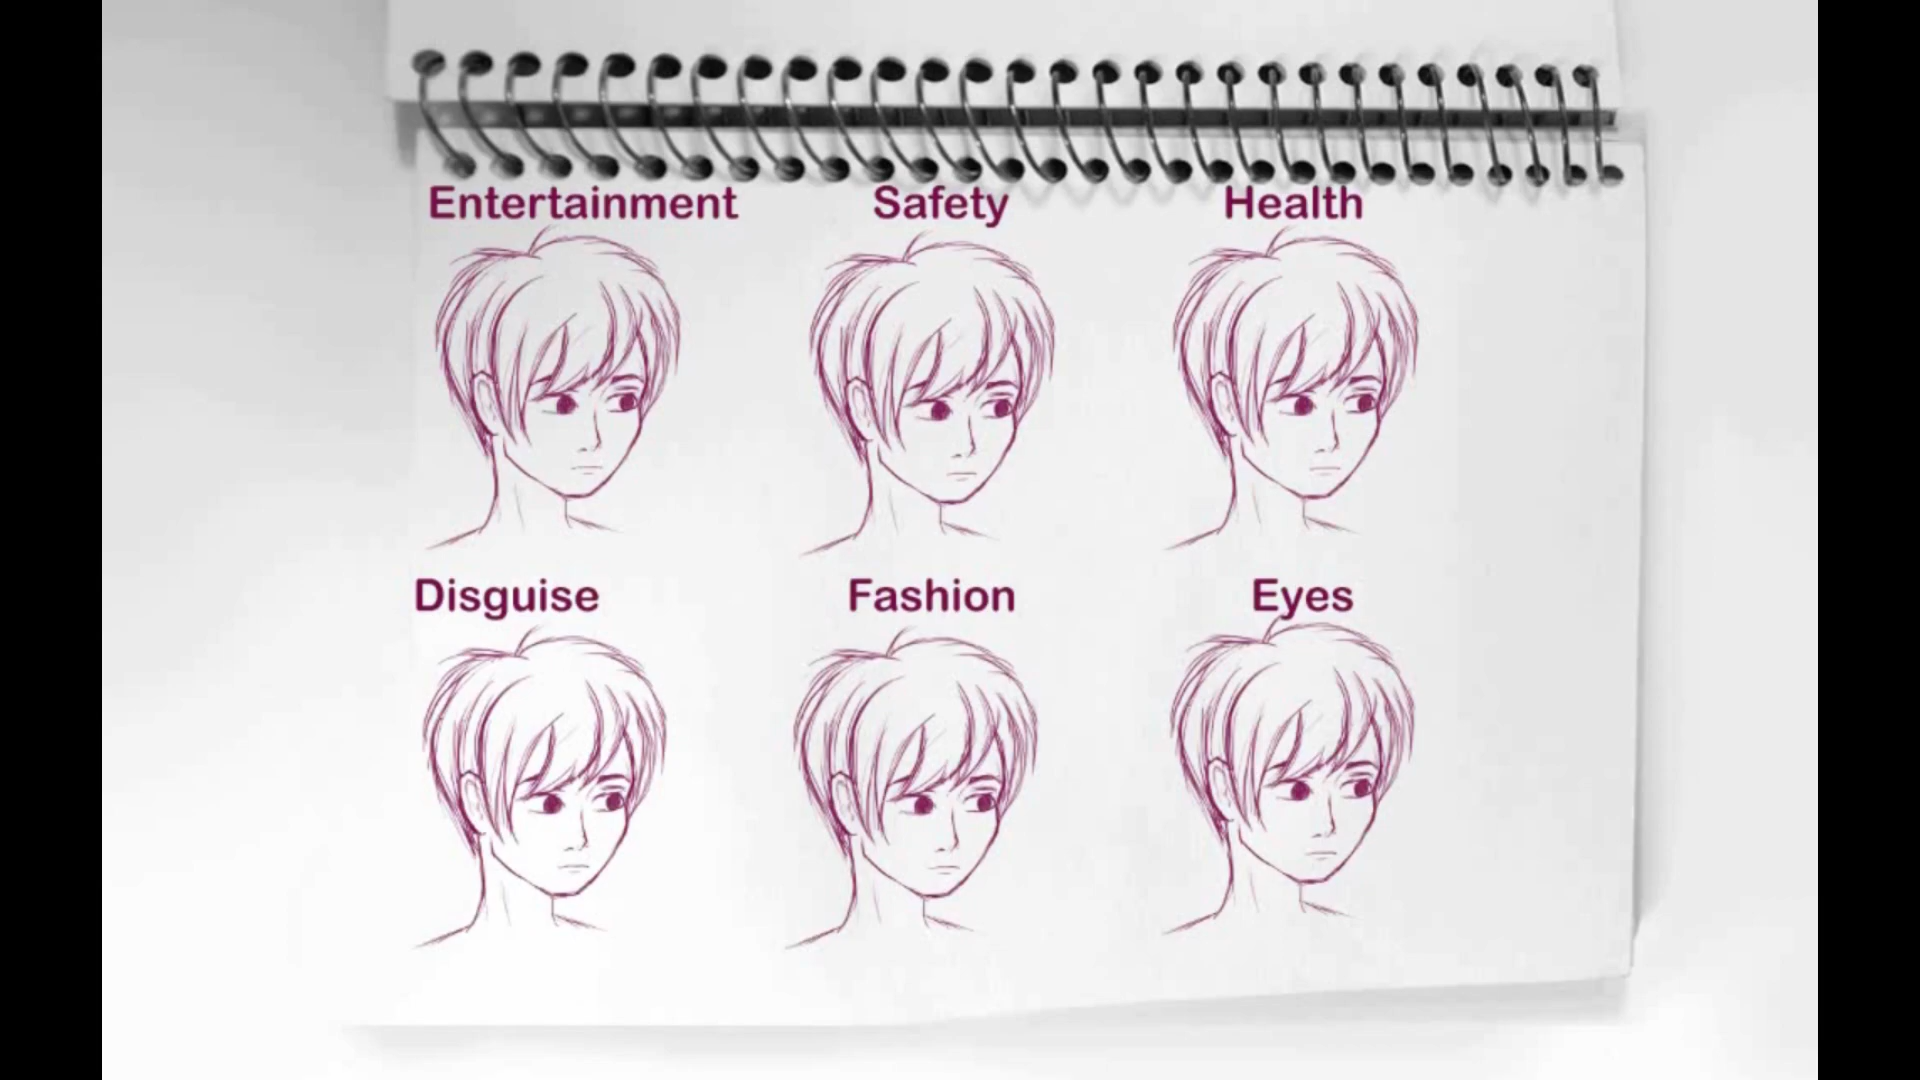 Entertainment
Safety
Health
Disguise
Fashion
Eyes